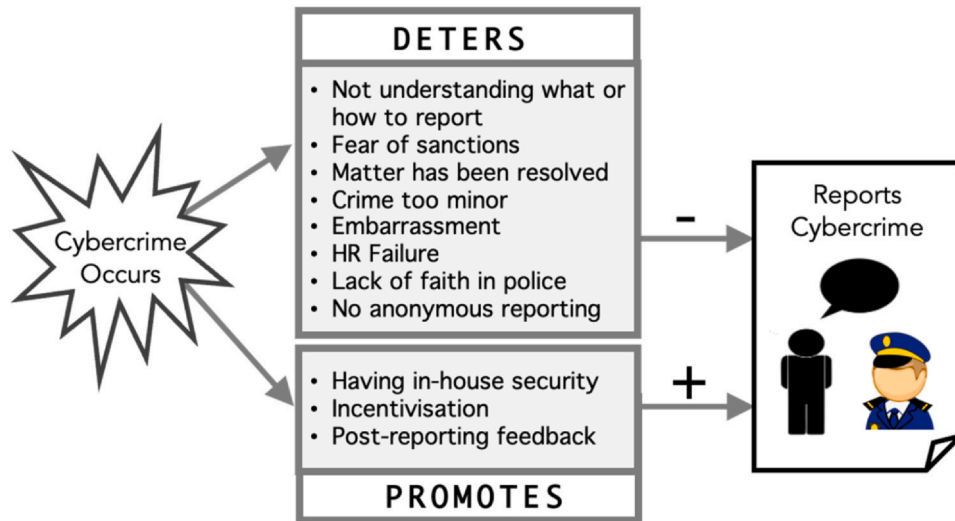 DETERS
• Not understanding what or
how to report
• Fear of sanctions
• Matter has been resolved
• Crime too minor
• Embarrassment
• HR Failure
• Lack of faith in police
• No anonymous reporting
Cybercrime
Occurs
-
Reports
Cybercrime
• Having in-house security
• Incentivisation
• Post-reporting feedback
+
PROMOTES